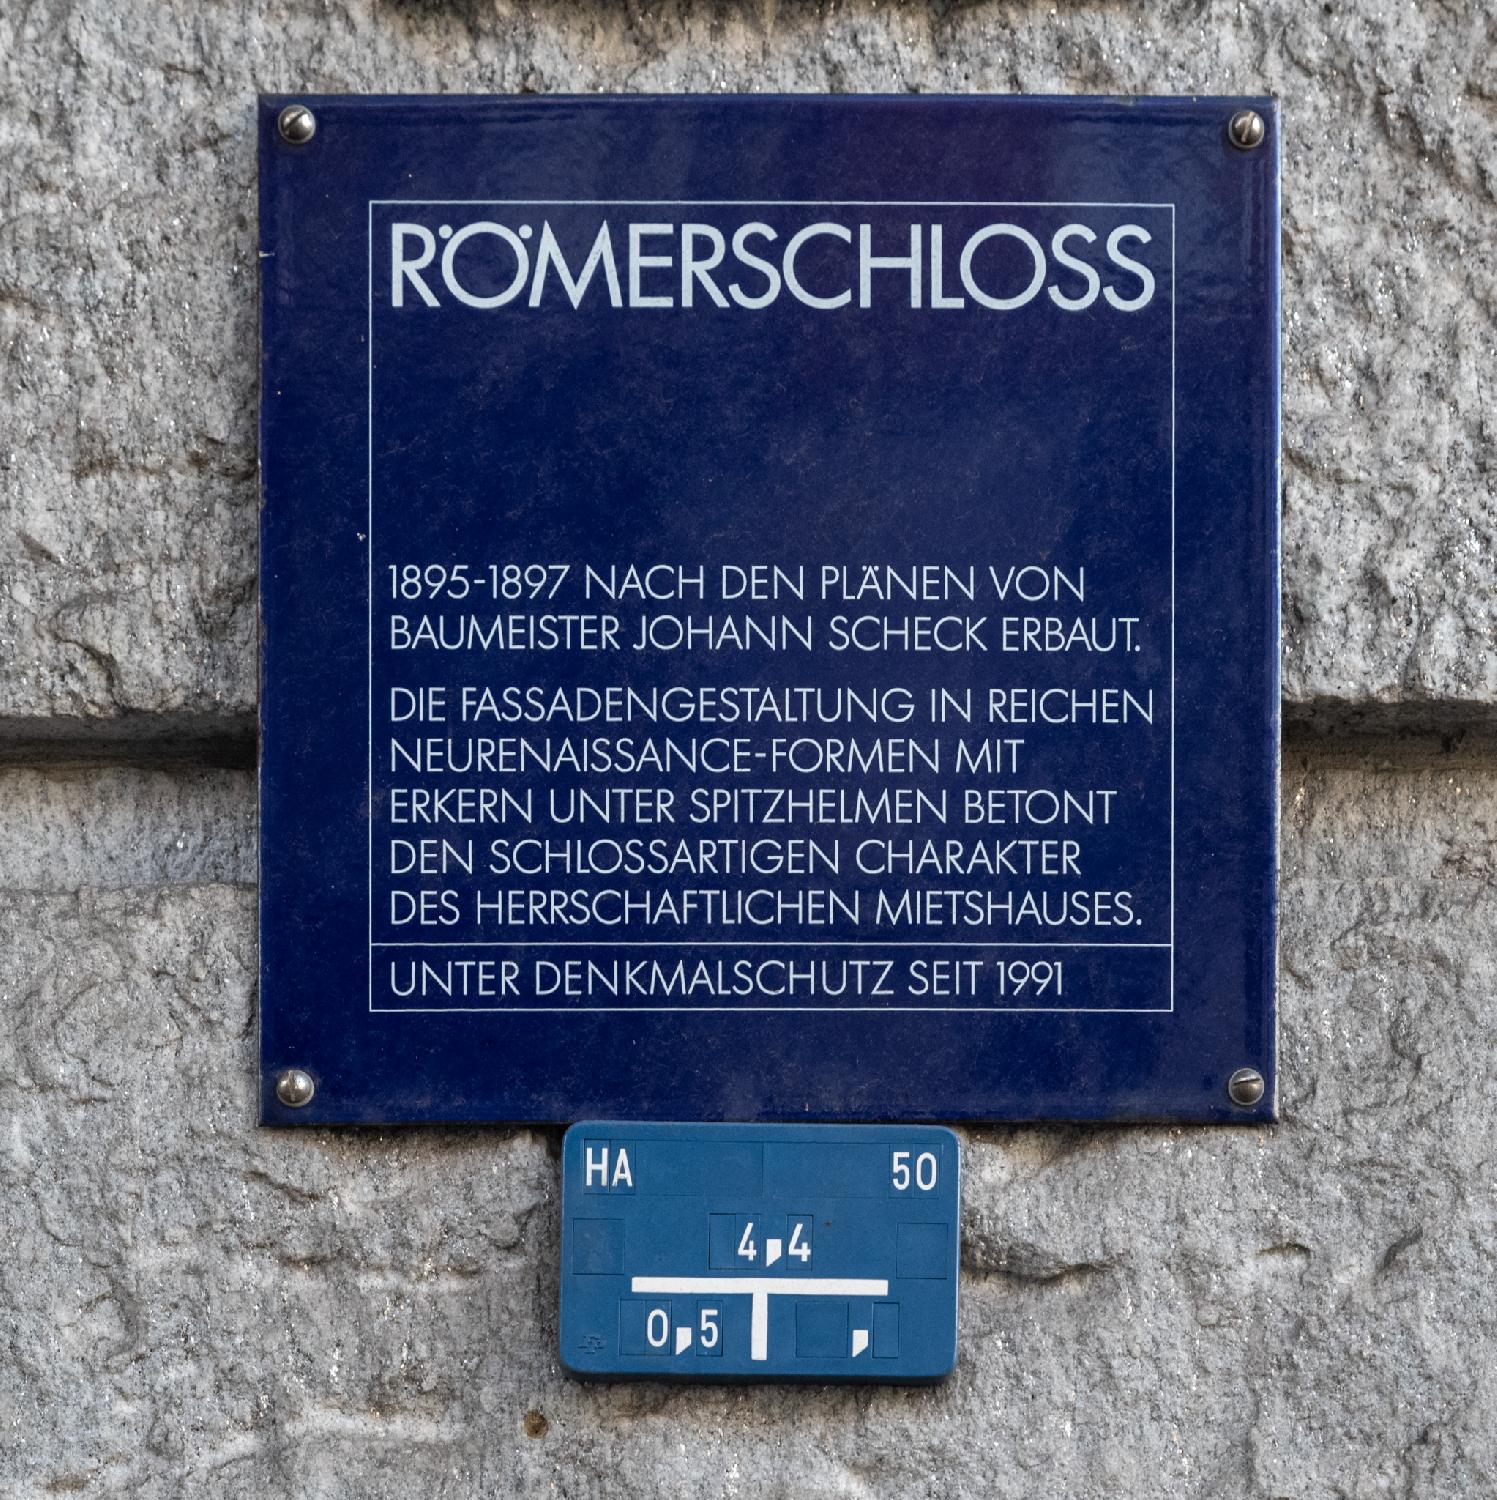 RÖMERSCHLOSS
1895-1897 NACH DEN PLÄNEN VON
BAUMEISTER JOHANN SCHECK ERBAUT.
DIE FASSADENGESTALTUNG IN REICHEN
NEURENAISSANCE-FORMEN MIT
ERKERN UNTER SPITZHELMEN BETONT
DEN SCHLOSSARTIGEN CHARAKTER
DES HERRSCHAFTLICHEN MIETSHAUSES.
UNTER DENKMALSCHUTZ SEIT 1991
HA 50
4,4
0,5 ,